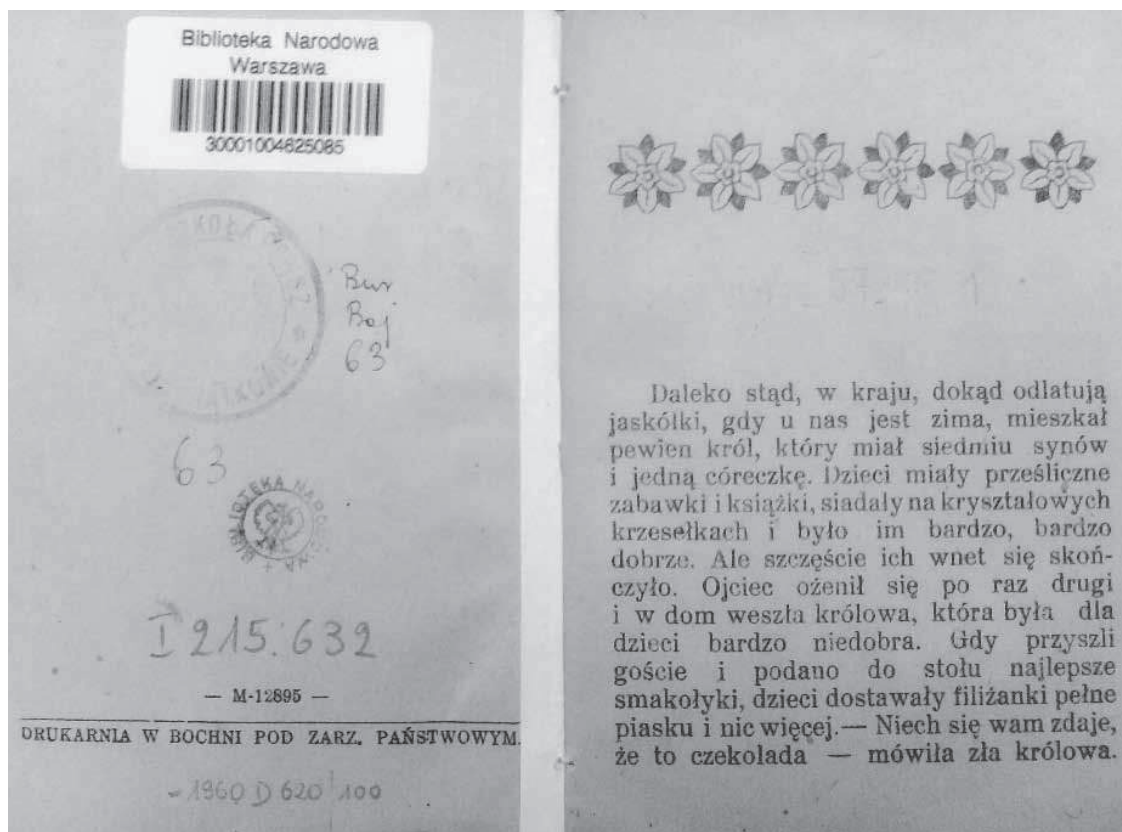 Biblioteka Narodowa
Warszawa
30001004625085
Bur
Boj
63
63
BIBLIOTEKA NARODOWA
I 215.632
— M-12895 —
DRUKARNIA W BOCHNI POD ZARZ. PAŃSTWOWYM.
1960 D 620/100
Daleko stąd, w kraju, dokąd odlatują
jaskółki, gdy u nas jest zima, mieszkał
pewien król, który miał siedmiu synów
i jedną córeczkę. Dzieci miały prześliczne
zabawki i książki, siadały na kryształowych
krzesełkach i było im bardzo, bardzo
dobrze. Ale szczęście ich wnet się skoń-
czyło. Ojciec ożenił się po raz drugi
i w dom weszła królowa, która była dla
dzieci bardzo niedobra. Gdy przyszli
goście i podano do stołu najlepsze
smakołyki, dzieci dostawały filiżanki pełne
piasku i nic więcej.— Niech się wam zdaje,
że to czekolada — mówiła zła królowa.